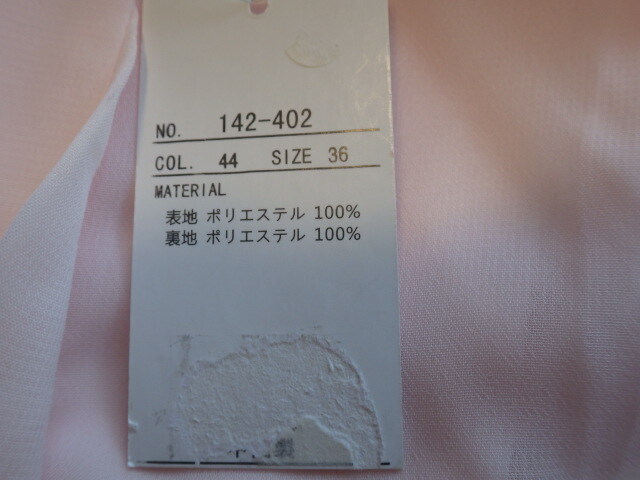 NO. 142-402
COL. 44 SIZE 36
MATERIAL
表地 ポリエステル 100%
裏地 ポリエステル 100%